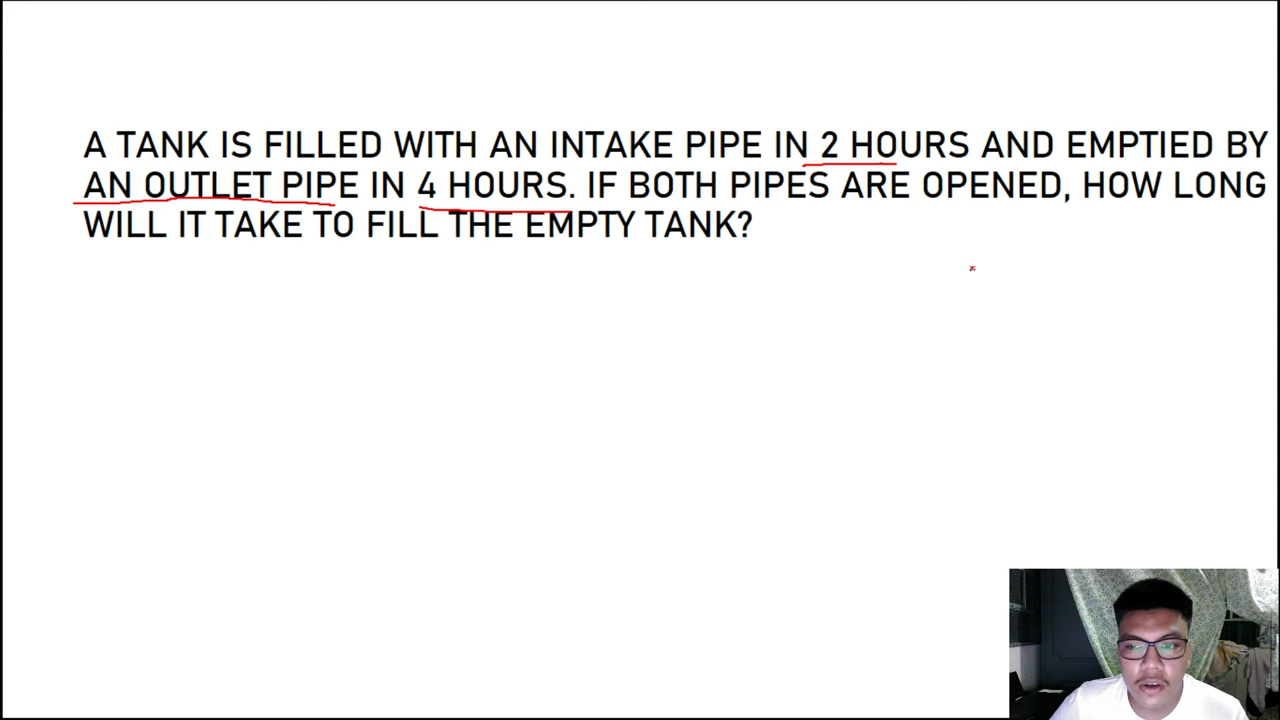 A TANK IS FILLED WITH AN INTAKE PIPE IN 2 HOURS AND EMPTIED BY
AN OUTLET PIPE IN 4 HOURS. IF BOTH PIPES ARE OPENED, HOW LONG
WILL IT TAKE TO FILL THE EMPTY TANK?